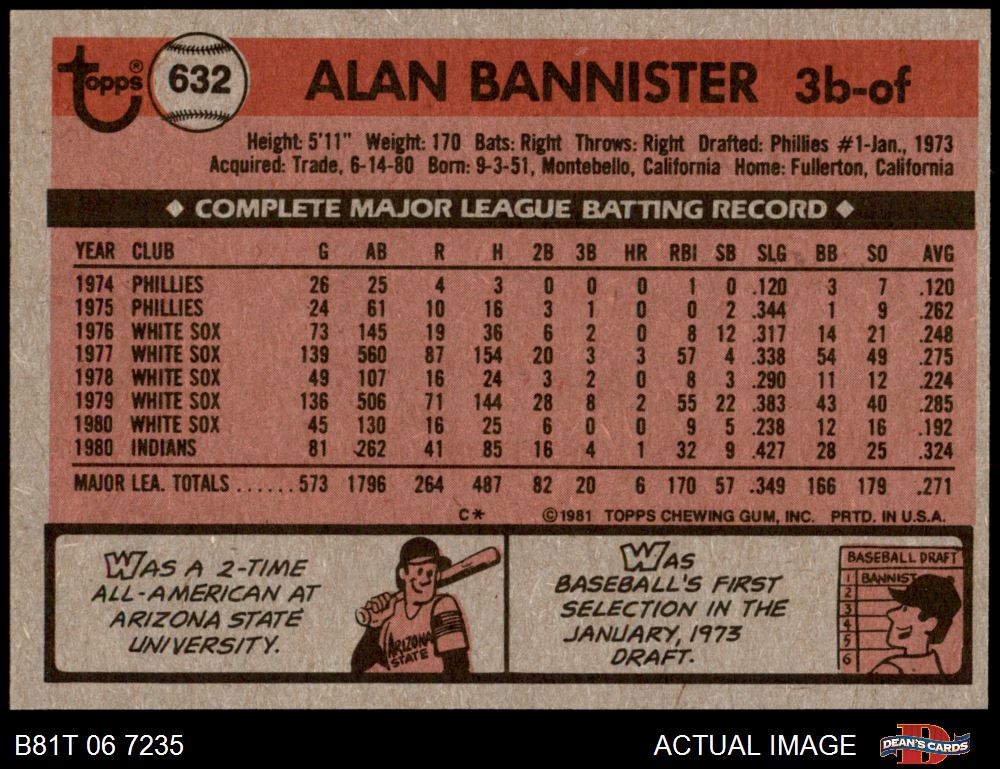 Topps® 632 ALAN BANNISTER 3b-of
Height: 5'11" Weight: 170 Bats: Right Throws: Right Drafted: Phillies #1-Jan., 1973
Acquired: Trade, 6-14-80 Born: 9-3-51, Montebello, California Home: Fullerton, California
◆ COMPLETE MAJOR LEAGUE BATTING RECORD ◆
YEAR CLUB G AB R H 2B 3B HR RBI SB SLG BB SO AVG
1974 PHILLIES 26 25 4 3 0 0 0 1 0 .120 3 7 .120
1975 PHILLIES 24 61 10 16 3 1 0 0 2 .344 1 9 .262
1976 WHITE SOX 73 145 19 36 6 2 0 8 12 .317 14 21 .248
1977 WHITE SOX 139 560 87 154 20 3 3 57 4 .338 54 49 .275
1978 WHITE SOX 49 107 16 24 3 2 0 8 3 .290 11 12 .224
1979 WHITE SOX 136 506 71 144 28 8 2 55 22 .383 43 40 .285
1980 WHITE SOX 45 130 16 25 6 0 0 9 5 .238 12 16 .192
1980 INDIANS 81 262 41 85 16 4 1 32 9 .427 28 25 .324
MAJOR LEA. TOTALS ......573 1796 264 487 82 20 6 170 57 .349 166 179 .271
C* ©1981 TOPPS CHEWING GUM, INC. PRTD. IN U.S.A.
WAS A 2-TIME
ALL-AMERICAN AT
ARIZONA STATE
UNIVERSITY.
ARIZONA
STATE
WAS
BASEBALL'S FIRST
SELECTION IN THE
JANUARY, 1973
DRAFT.
BASEBALL DRAFT
1 BANNIST
2
3
4
5
6
B81T 06 7235 ACTUAL IMAGE DEAN'S CARDS